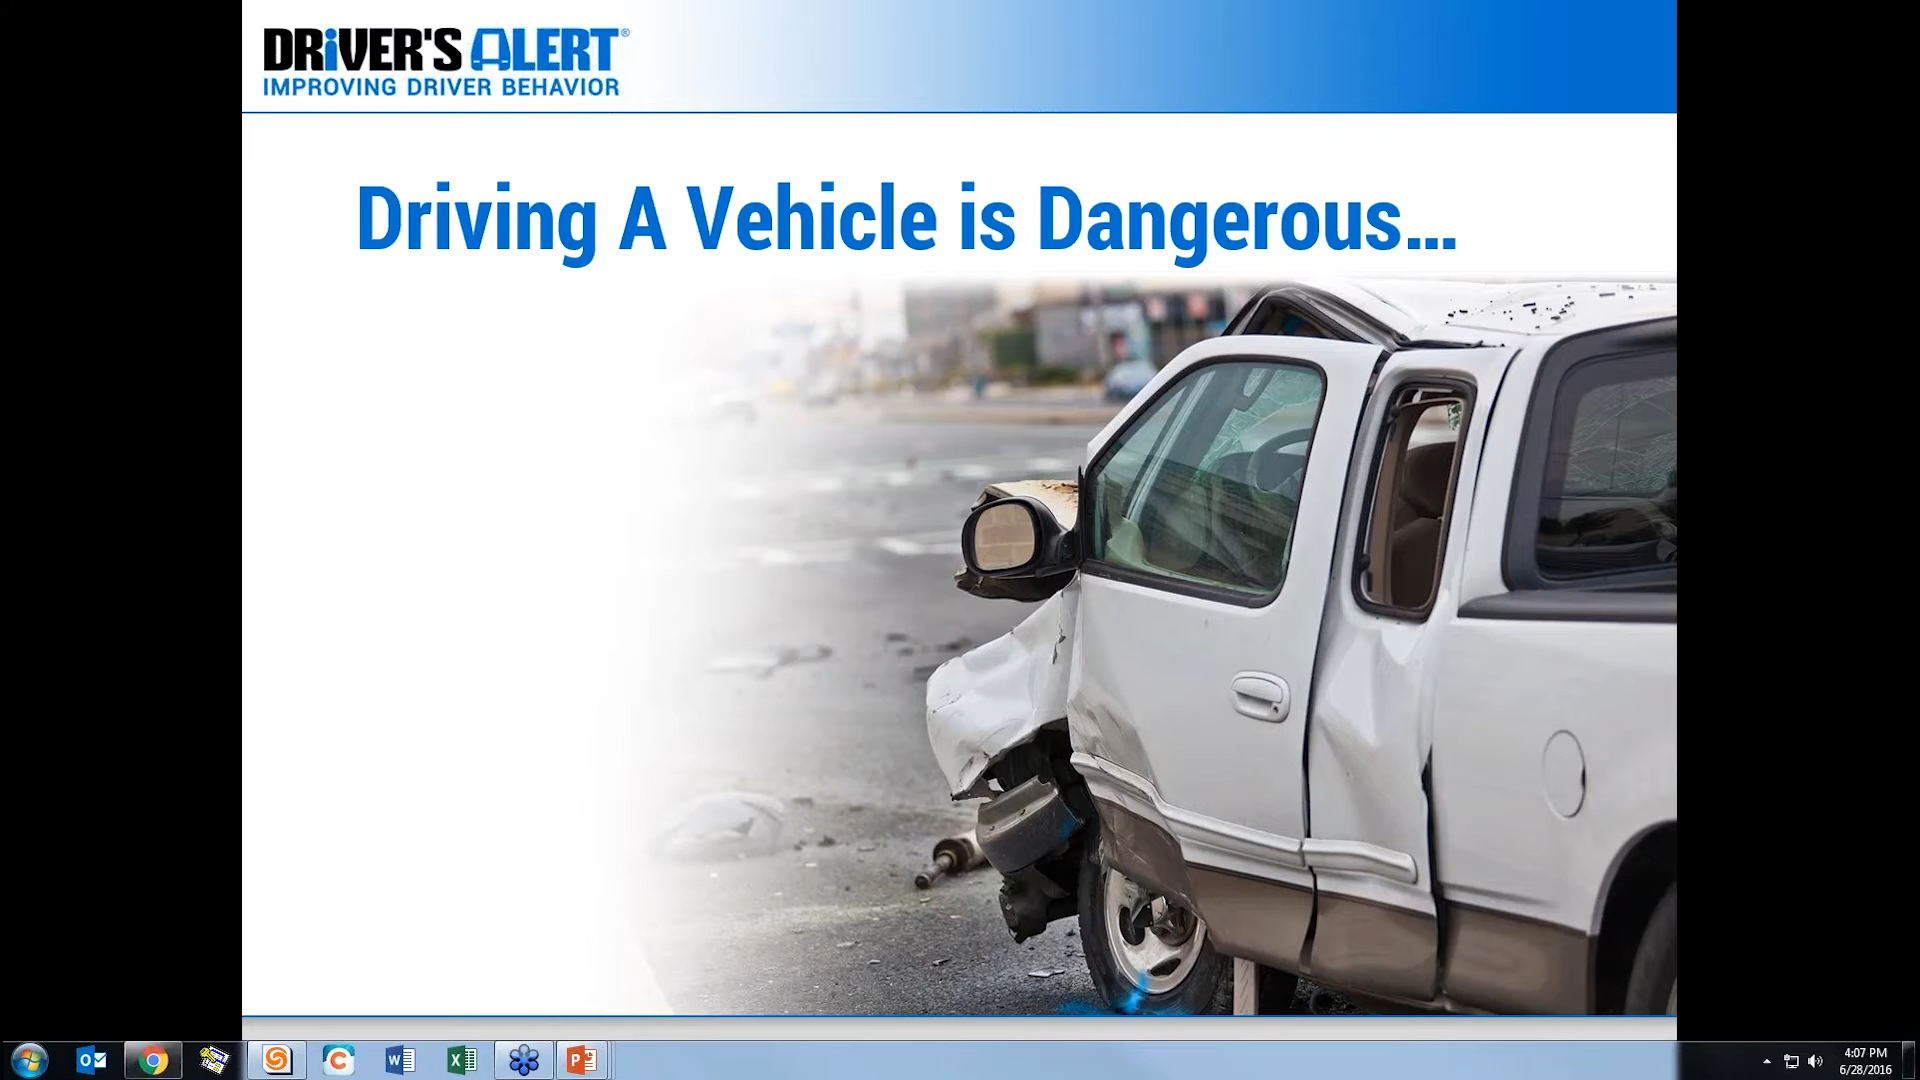 DRiVER'S ALERT®
IMPROVING DRIVER BEHAVIOR
Driving A Vehicle is Dangerous...
4:07 PM
6/28/2016